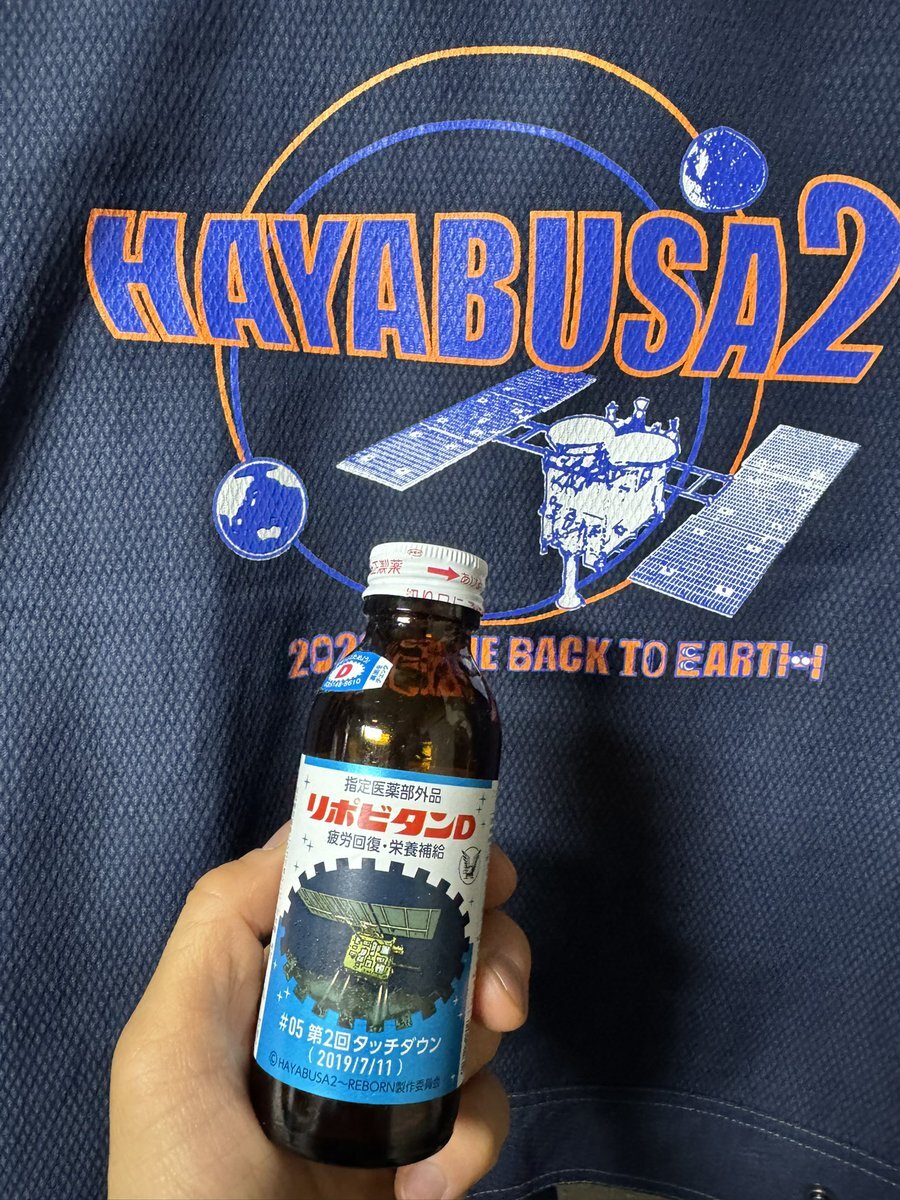 HAYABUSA2
BACK TO EARTH
製薬
指定医薬部外品
リポビタンD
疲労回復・栄養補給
#05 第2回タッチダウン
(2019/7/11)
©HAYABUSA2~REBORN製作委員会
D